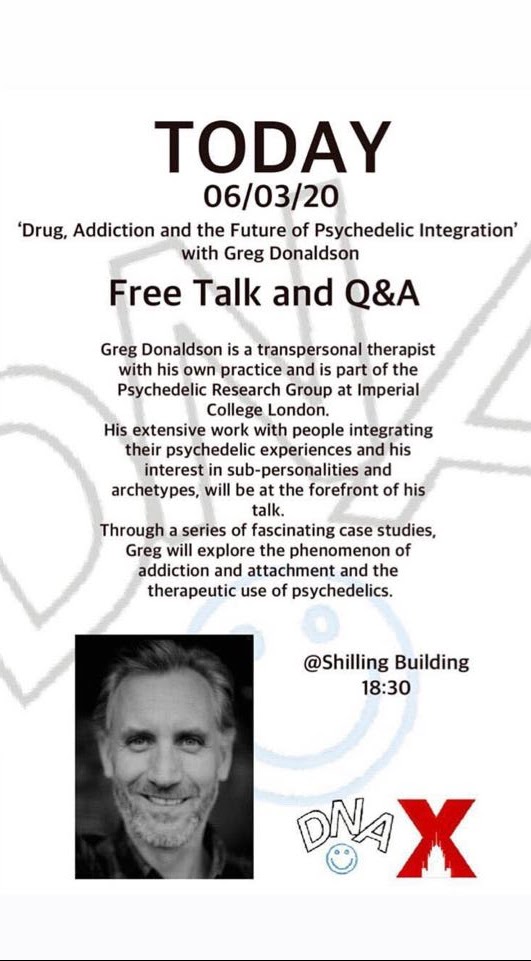 TODAY
06/03/20
‘Drug, Addiction and the Future of Psychedelic Integration’
with Greg Donaldson
Free Talk and Q&A
Greg Donaldson is a transpersonal therapist
with his own practice and is part of the
Psychedelic Research Group at Imperial
College London.
His extensive work with people integrating
their psychedelic experiences and his
interest in sub-personalities and
archetypes, will be at the forefront of his
talk.
Through a series of fascinating case studies,
Greg will explore the phenomenon of
addiction and attachment and the
therapeutic use of psychedelics.
@Shilling Building
18:30
DNA X
DNA